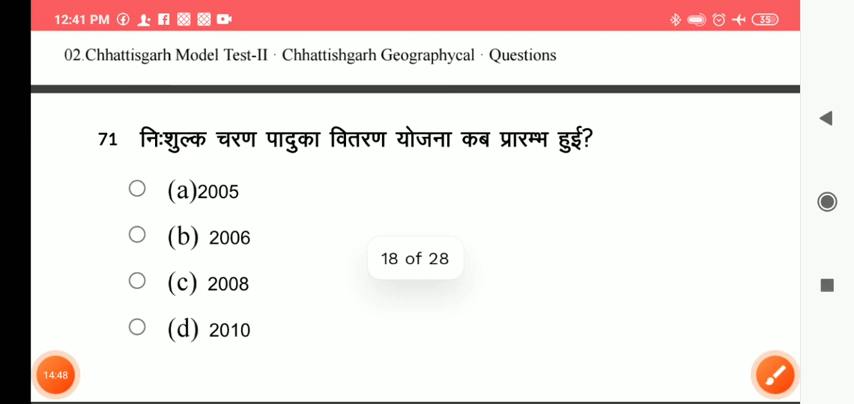 12:41 PM
35
02.Chhattisgarh Model Test-II · Chhattishgarh Geographycal · Questions
71 निःशुल्क चरण पादुका वितरण योजना कब प्रारम्भ हुई?
(a)2005
(b) 2006
(c) 2008
(d) 2010
18 of 28
14:48